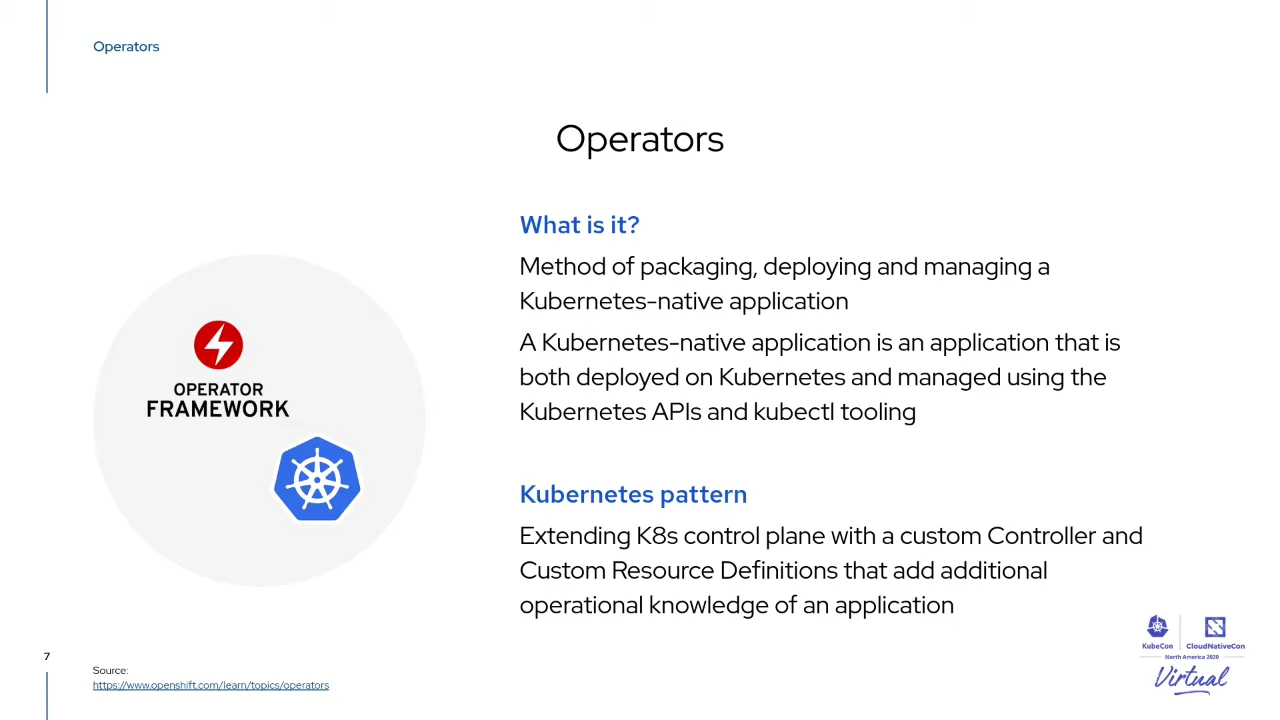 Operators
Operators
What is it?
Method of packaging, deploying and managing a
Kubernetes-native application
A Kubernetes-native application is an application that is
both deployed on Kubernetes and managed using the
Kubernetes APIs and kubectl tooling
OPERATOR
FRAMEWORK
Kubernetes pattern
Extending K8s control plane with a custom Controller and
Custom Resource Definitions that add additional
operational knowledge of an application
KubeCon
CloudNativeCon
North America 2020
Virtual
7
Source:
https://www.openshift.com/learn/topics/operators